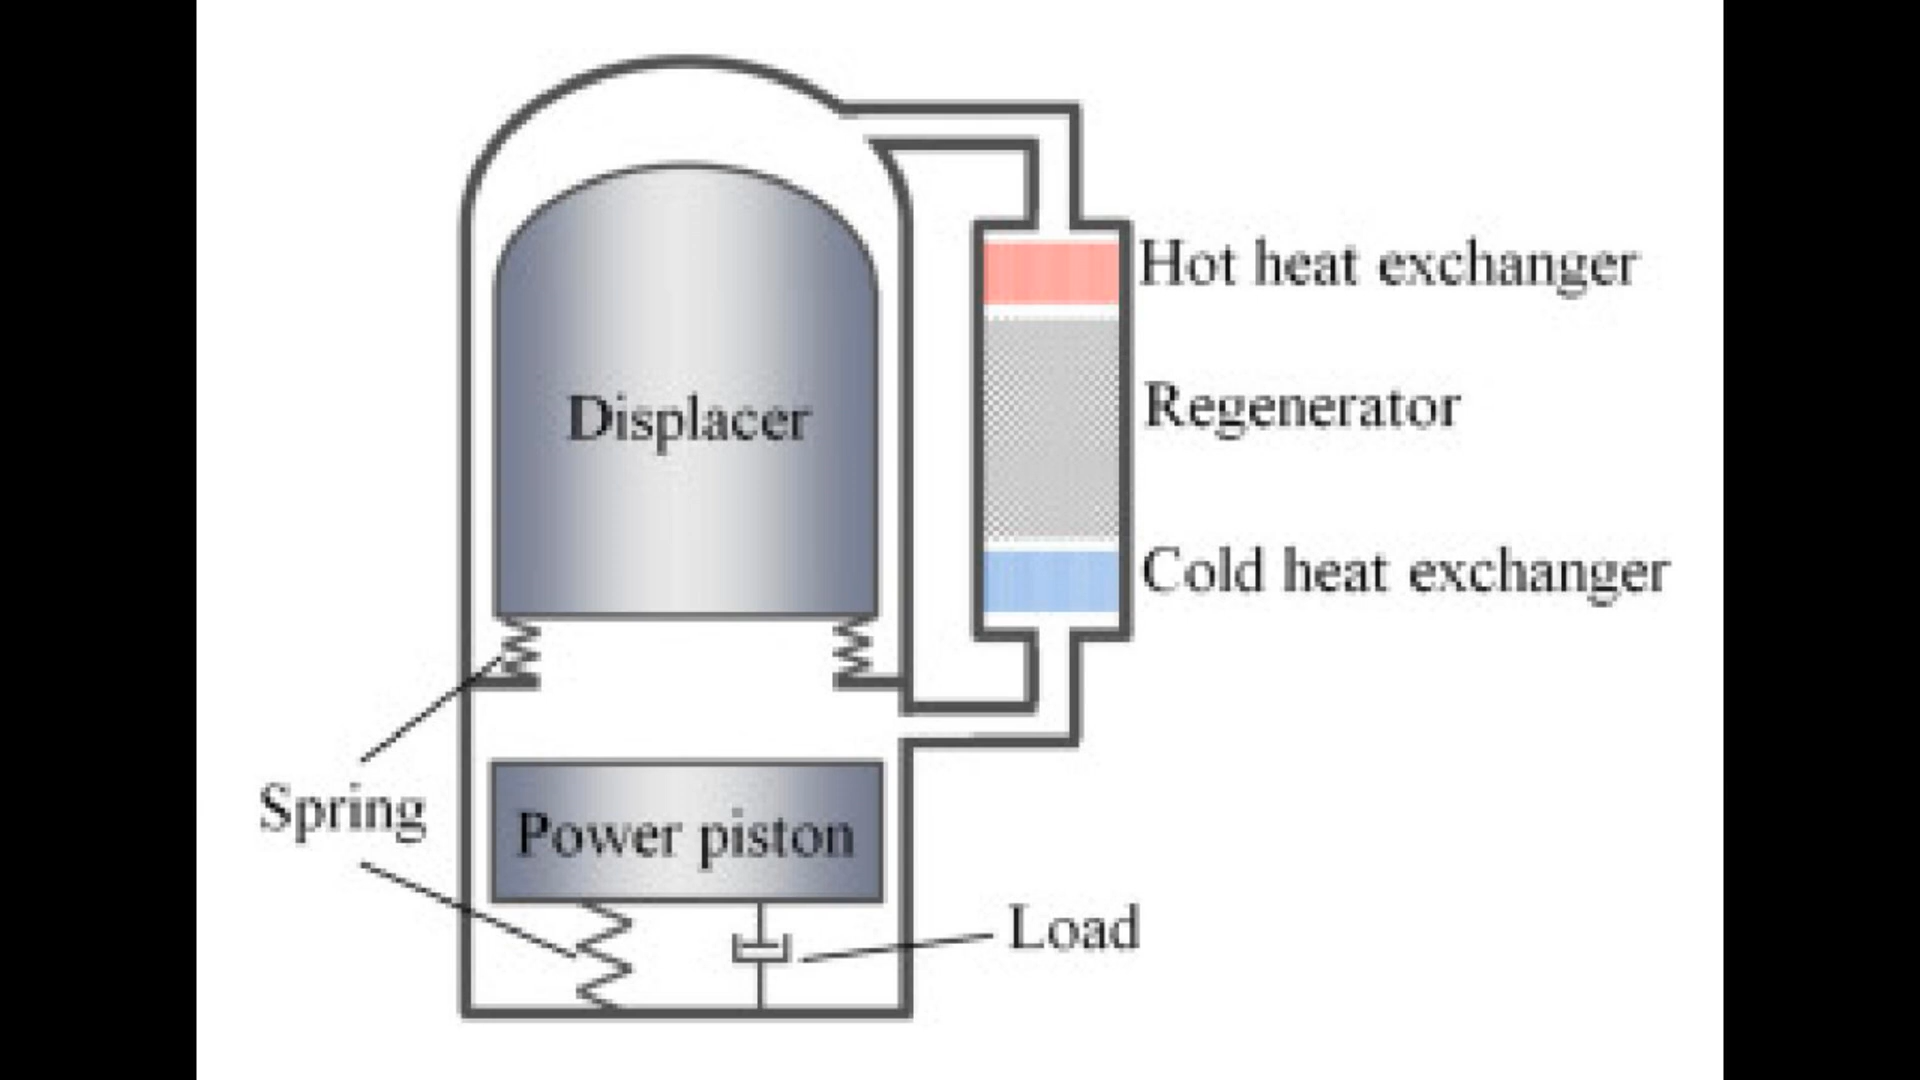 Hot heat exchanger
Displacer
Regenerator
Cold heat exchanger
Spring
Power piston
Load